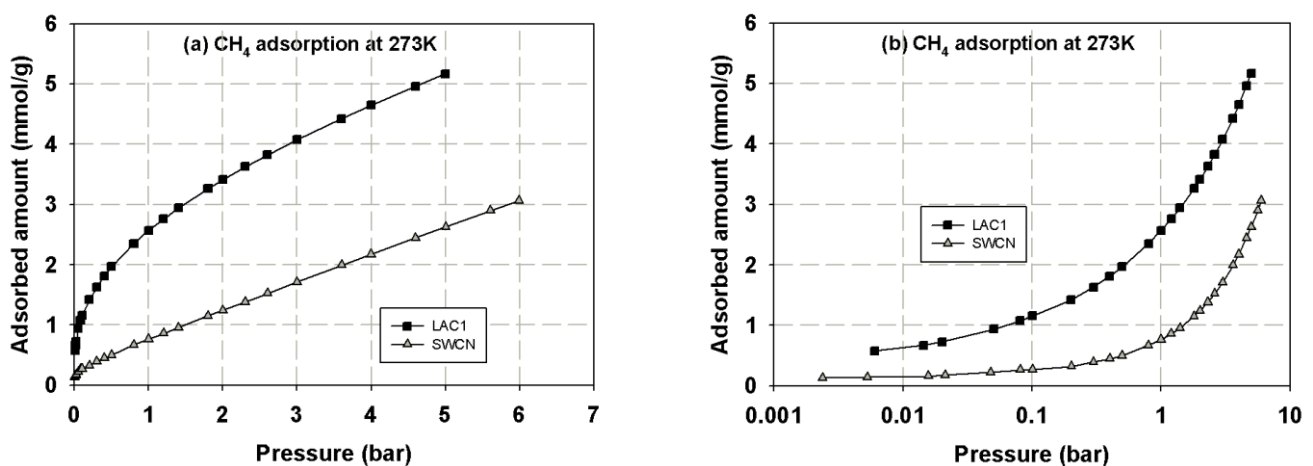 (a) CH₄ adsorption at 273K
Adsorbed amount (mmol/g)
6
5
4
3
2
1
0
LAC1
SWCN
0 1 2 3 4 5 6 7
Pressure (bar)
(b) CH₄ adsorption at 273K
Adsorbed amount (mmol/g)
6
5
4
3
2
1
0
LAC1
SWCN
0.001 0.01 0.1 1 10
Pressure (bar)